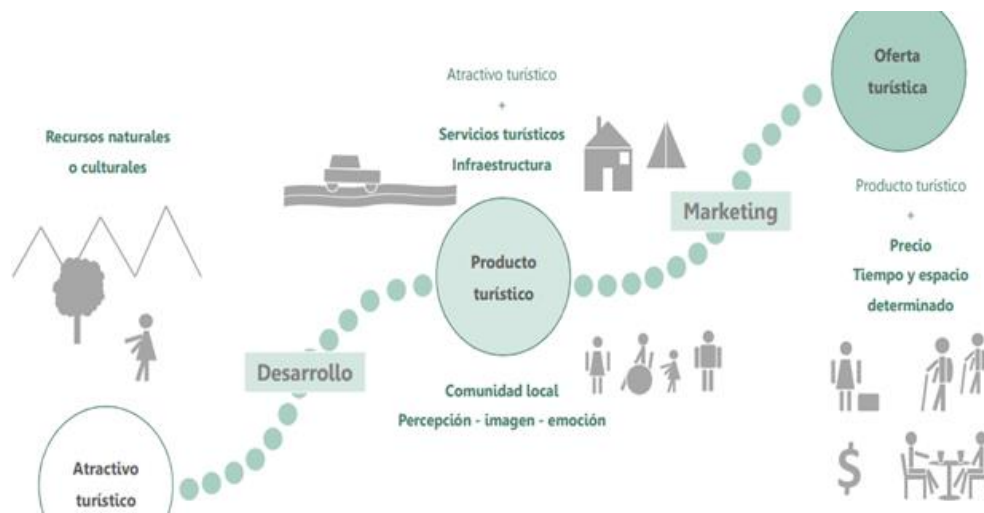 Recursos naturales
o culturales
Atractivo
turístico
Desarrollo
Atractivo turístico
+
Servicios turísticos
Infraestructura
Producto
turístico
Comunidad local
Percepción - imagen - emoción
Marketing
Oferta
turística
Producto turístico
+
Precio
Tiempo y espacio
determinado
$